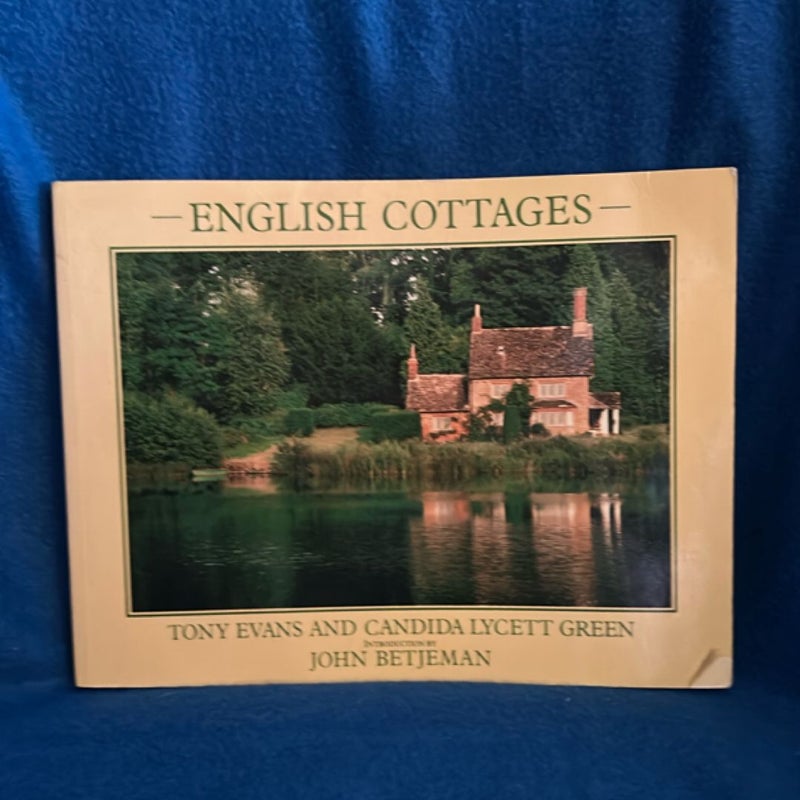 — ENGLISH COTTAGES —
TONY EVANS AND CANDIDA LYCETT GREEN
INTRODUCTION BY
JOHN BETJEMAN